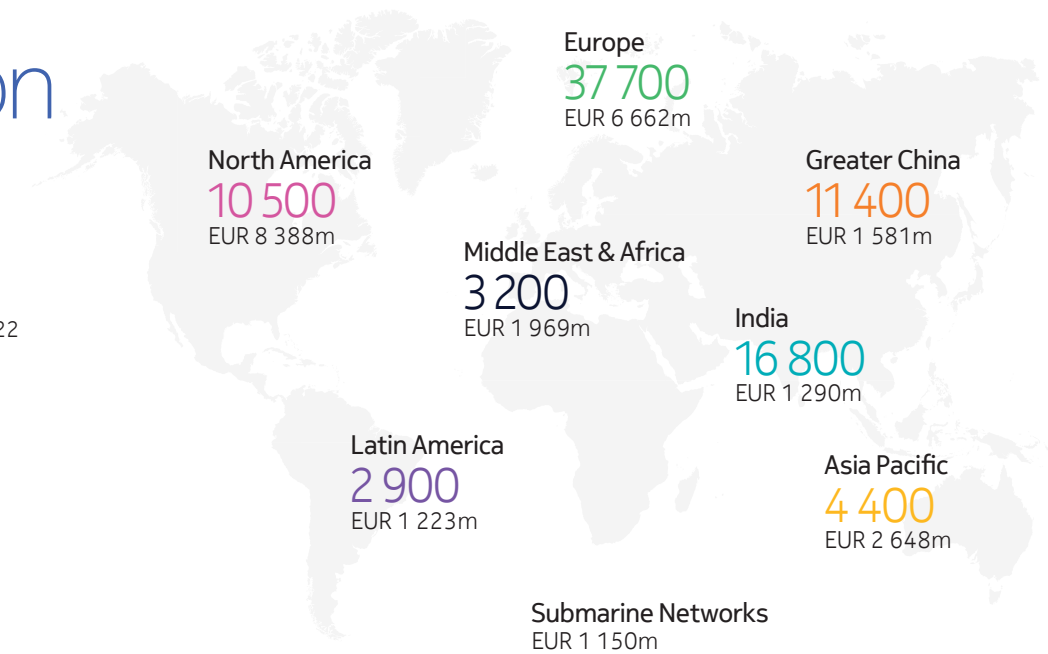 on
22
Europe
37 700
EUR 6 662m
North America
10 500
EUR 8 388m
Greater China
11 400
EUR 1 581m
Middle East & Africa
3 200
EUR 1 969m
India
16 800
EUR 1 290m
Latin America
2 900
EUR 1 223m
Asia Pacific
4 400
EUR 2 648m
Submarine Networks
EUR 1 150m